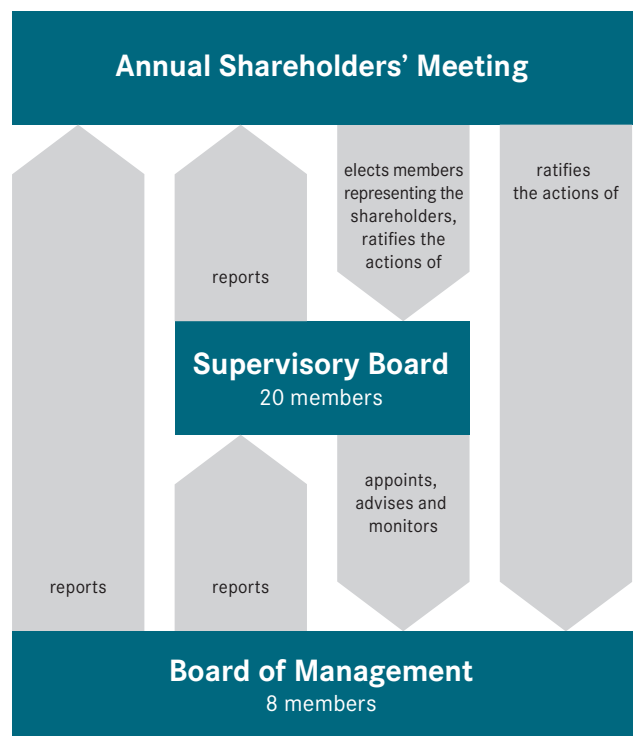 Annual Shareholders’ Meeting
elects members
representing the
shareholders,
ratifies the
actions of
ratifies
the actions of
reports
Supervisory Board
20 members
appoints,
advises and
monitors
reports
reports
Board of Management
8 members